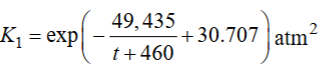 K₁ = exp(− 49,435 / (t + 460) + 30.707) atm²